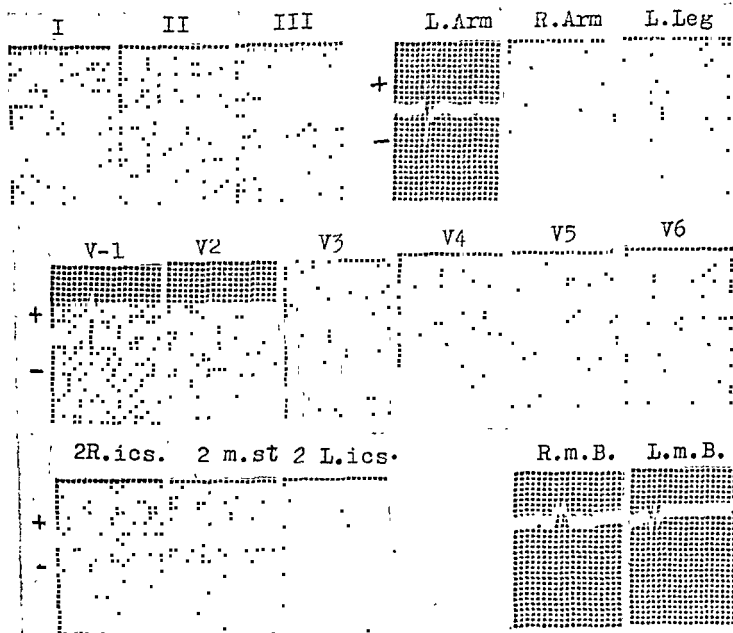 I II III L.Arm R.Arm L.Leg
+
-
V-1 V2 V3 V4 V5 V6
+
-
2R.ics. 2 m.st 2 L.ics. R.m.B. L.m.B.
+
-